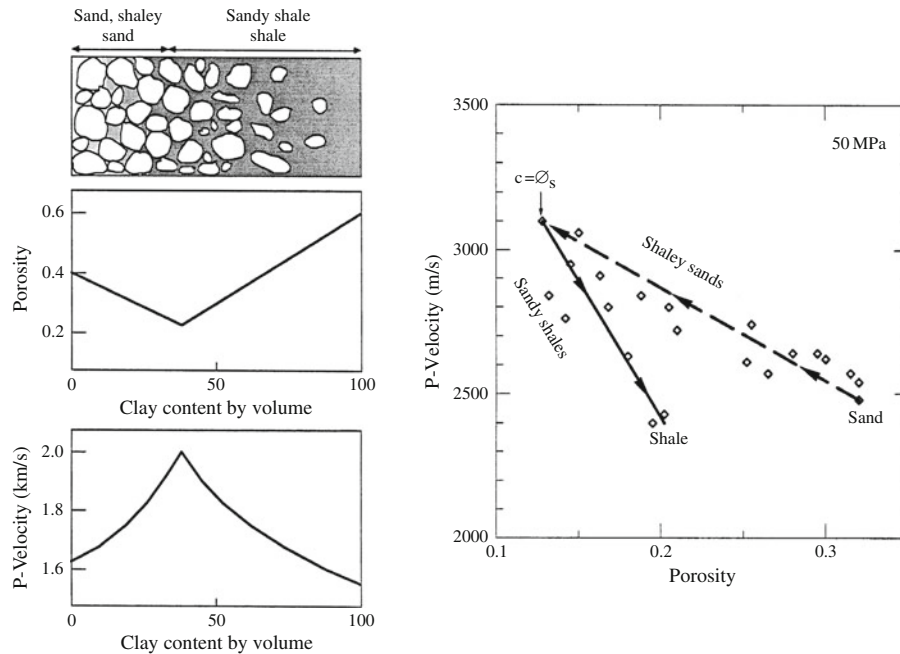 Sand, shaley
sand
Sandy shale
shale
0.6
0.4
0.2
Porosity
0
50
100
Clay content by volume
2.0
1.8
1.6
P-Velocity (km/s)
0
50
100
Clay content by volume
3500
3000
2500
2000
P-Velocity (m/s)
50 MPa
c=∅s
Shaley sands
Sandy shales
Shale
Sand
0.1
0.2
0.3
Porosity